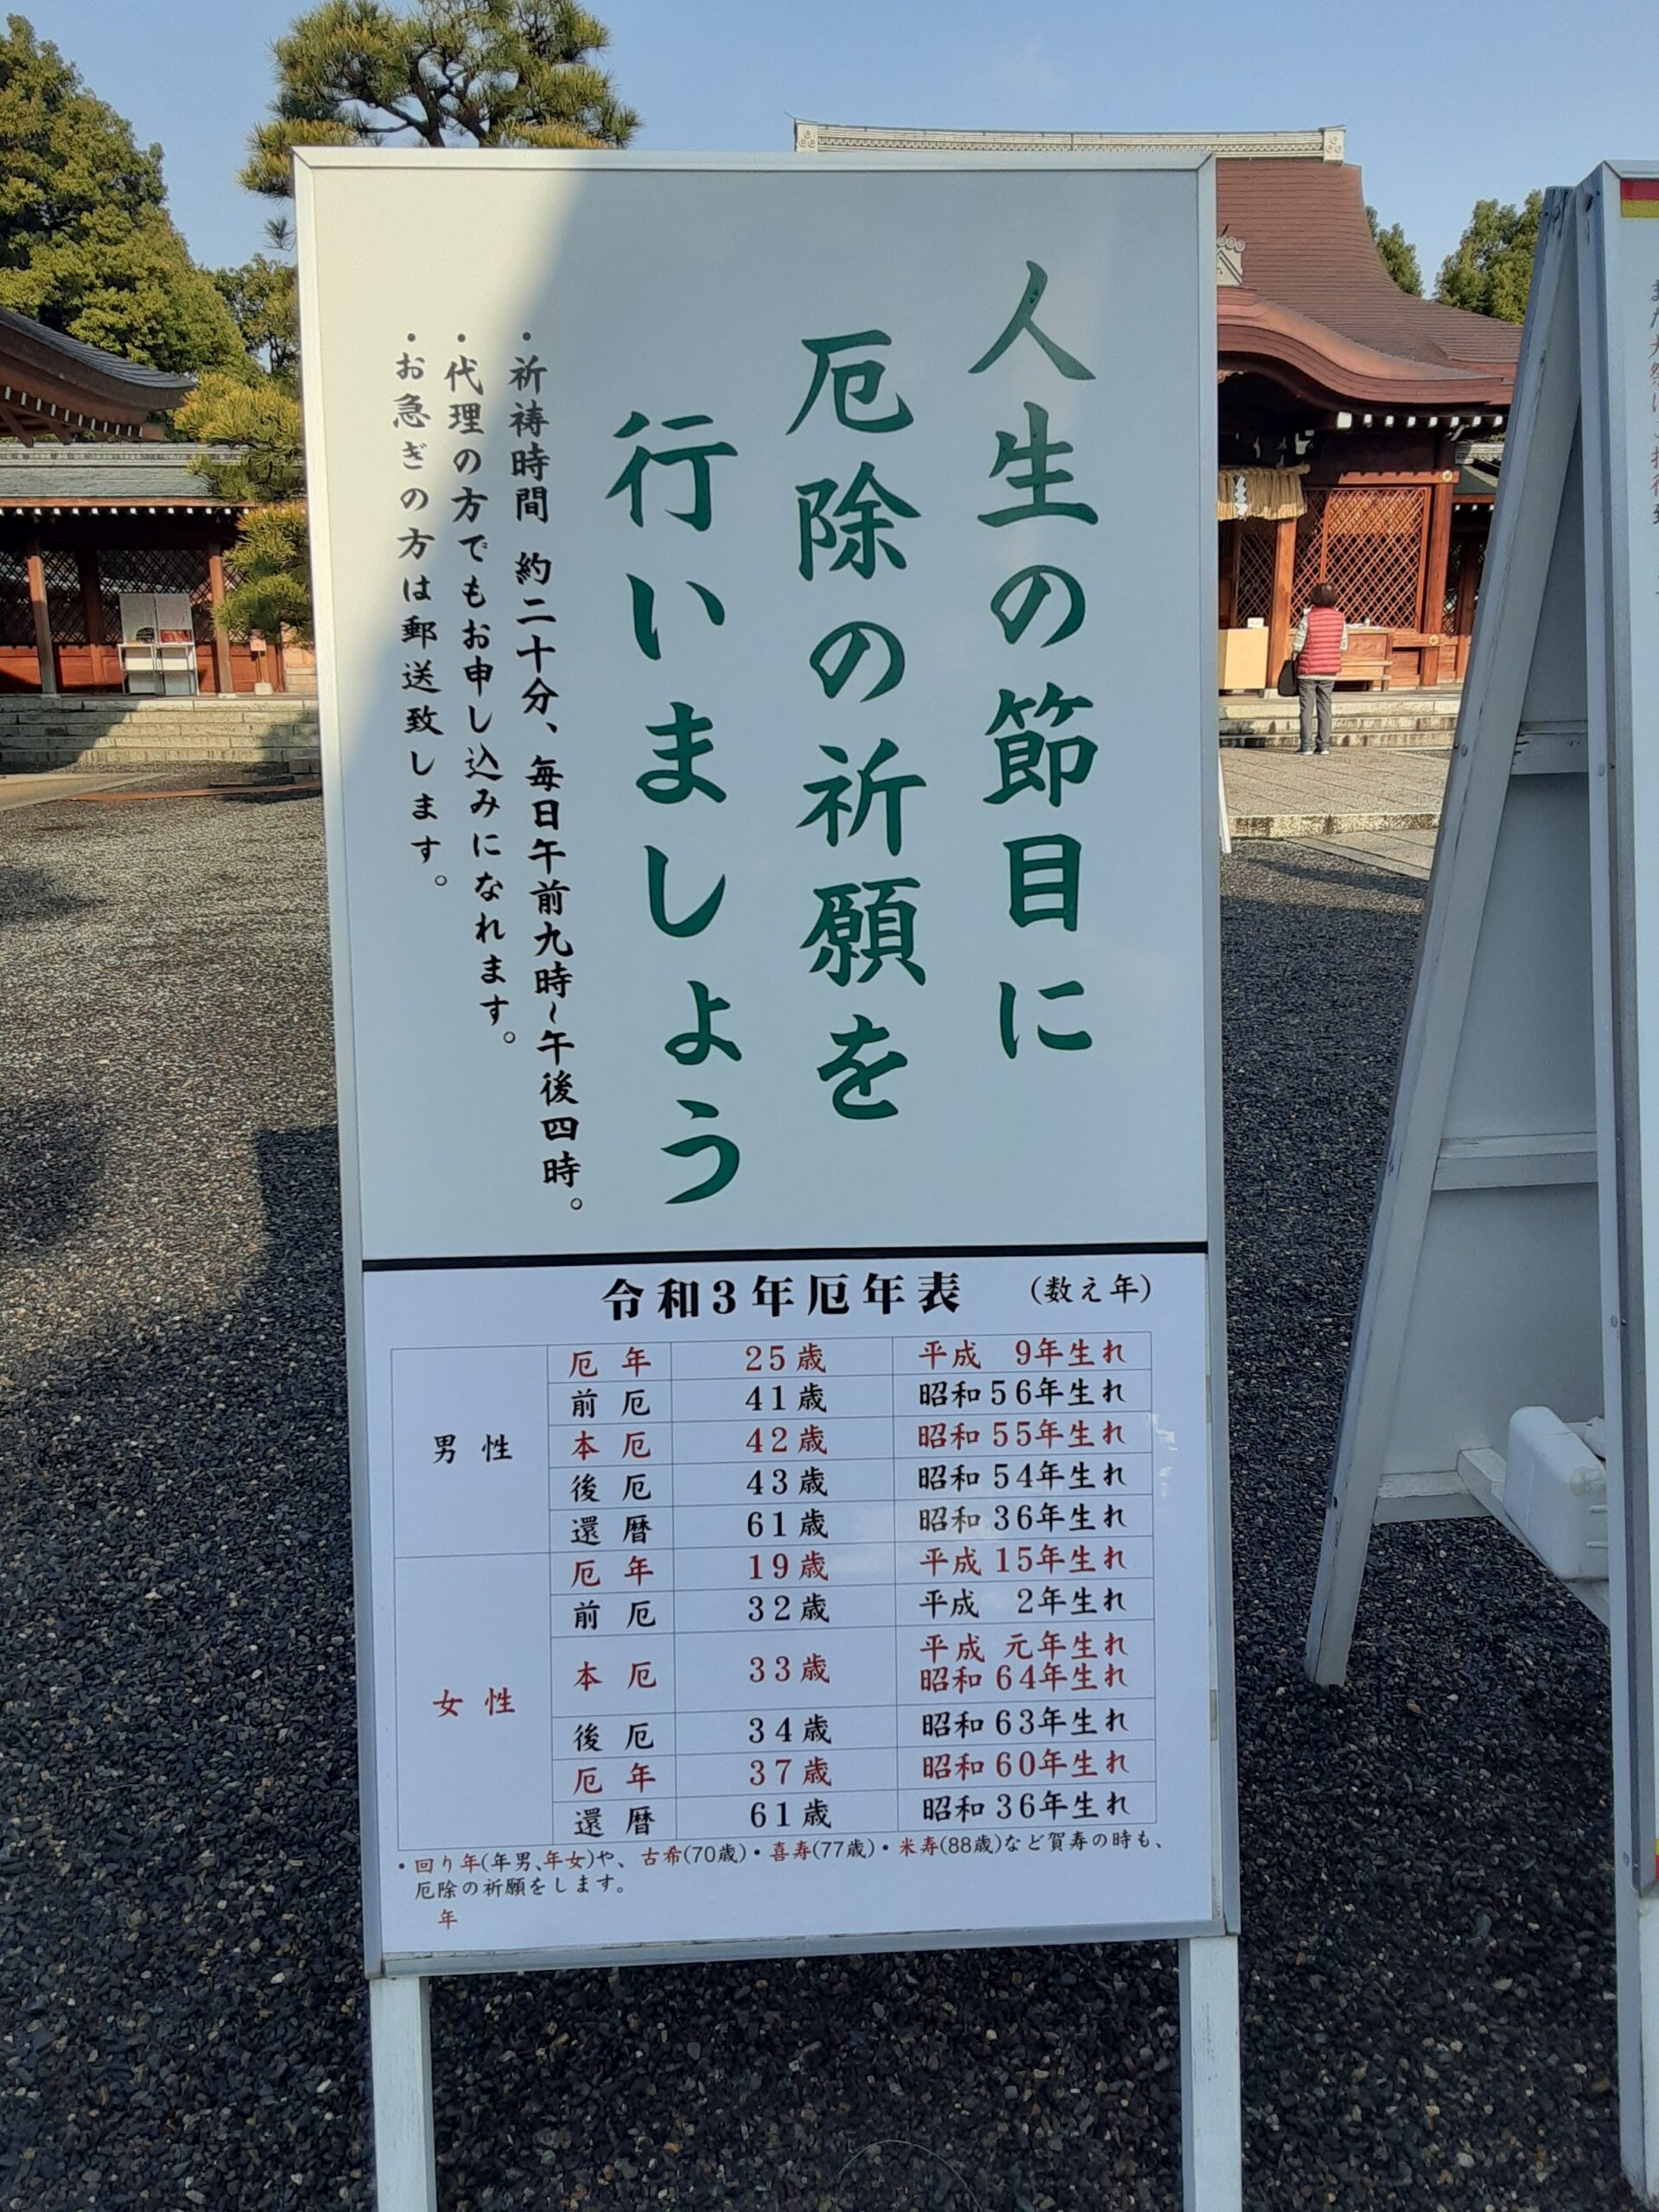 人生の節目に
厄除の祈願を
行いましょう
・祈祷時間 約二十分、毎日午前九時~午後四時。
・代理の方でもお申し込みになれます。
・お急ぎの方は郵送致します。
令和3年厄年表 (数え年)
男性
厄年 25歳 平成 9年生れ
前厄 41歳 昭和56年生れ
本厄 42歳 昭和55年生れ
後厄 43歳 昭和54年生れ
還暦 61歳 昭和36年生れ
女性
厄年 19歳 平成15年生れ
前厄 32歳 平成 2年生れ
本厄 33歳 平成 元年生れ
昭和64年生れ
後厄 34歳 昭和63年生れ
厄年 37歳 昭和60年生れ
還暦 61歳 昭和36年生れ
・回り年(年男、年女)や、古希(70歳)・喜寿(77歳)・米寿(88歳)など賀寿の時も、
厄除の祈願をします。
年